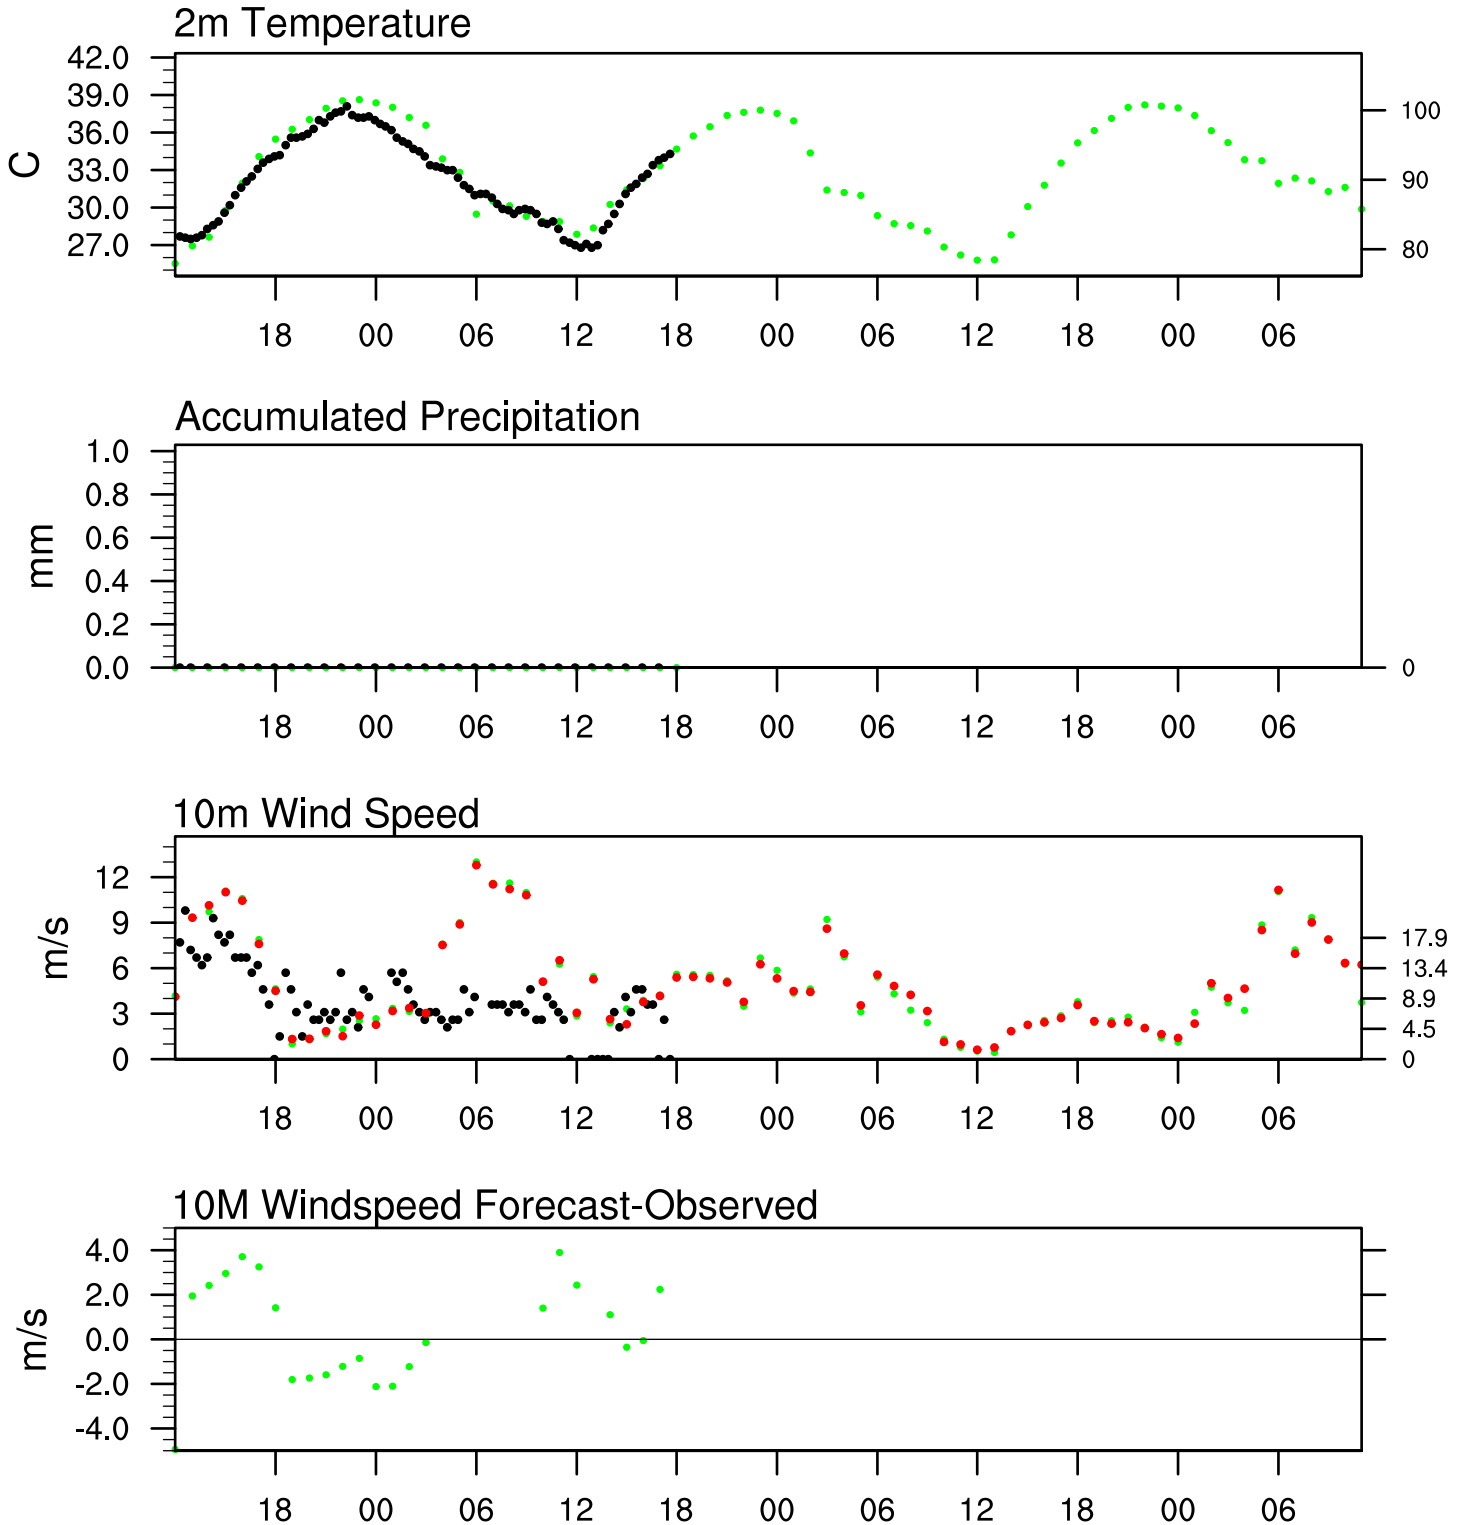 2m Temperature
42.0
39.0
36.0
33.0
30.0
27.0
C
100
90
80
18 00 06 12 18 00 06 12 18 00 06
Accumulated Precipitation
1.0
0.8
0.6
0.4
0.2
0.0
mm
0
18 00 06 12 18 00 06 12 18 00 06
10m Wind Speed
12
9
6
3
0
m/s
17.9
13.4
8.9
4.5
0
18 00 06 12 18 00 06 12 18 00 06
10M Windspeed Forecast-Observed
4.0
2.0
0.0
-2.0
-4.0
m/s
18 00 06 12 18 00 06 12 18 00 06